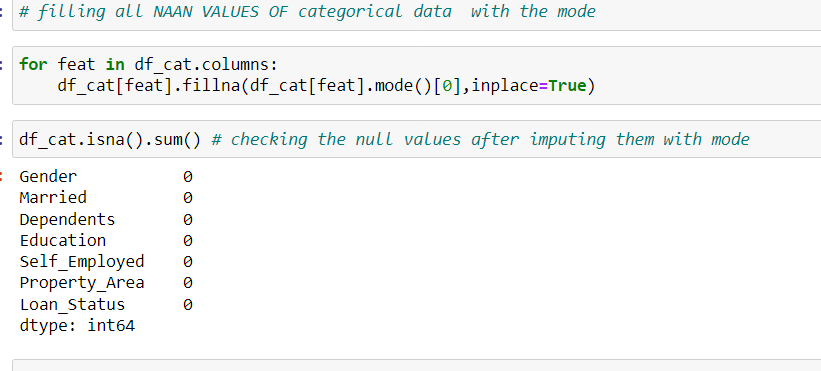 # filling all NAAN VALUES OF categorical data  with the mode
for feat in df_cat.columns:
    df_cat[feat].fillna(df_cat[feat].mode()[0],inplace=True)
df_cat.isna().sum() # checking the null values after imputing them with mode
Gender           0
Married          0
Dependents       0
Education        0
Self_Employed    0
Property_Area    0
Loan_Status      0
dtype: int64